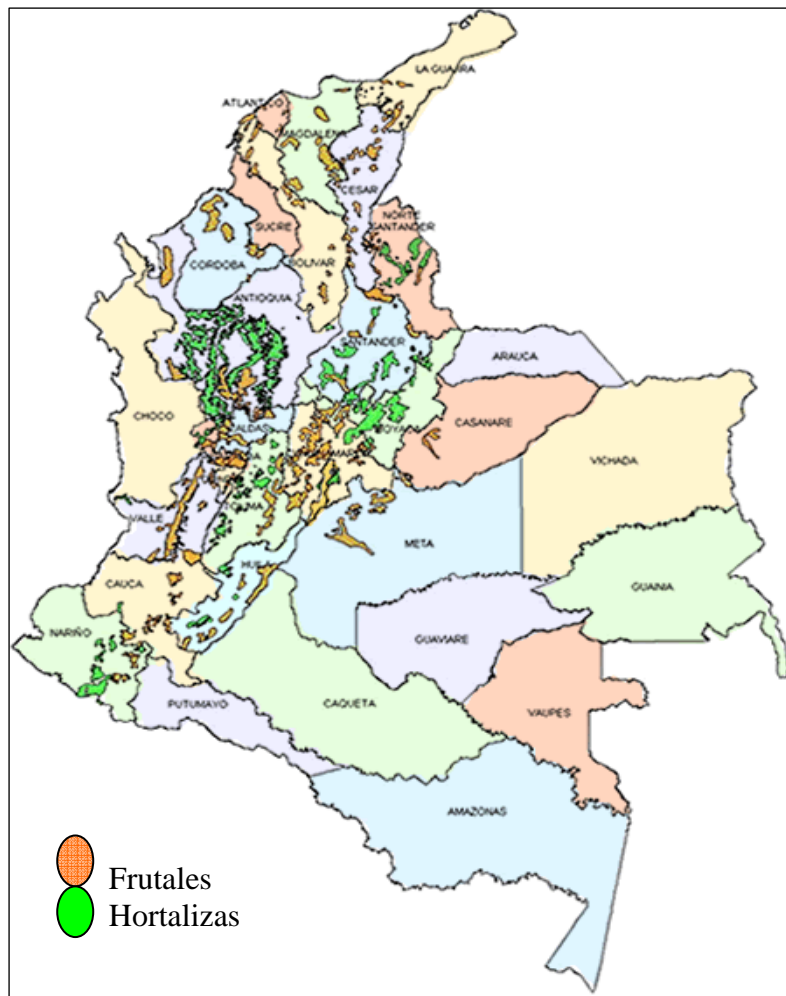 LA GUAJIRA
ATLANTICO
MAGDALENA
CESAR
NORTE
SANTANDER
SUCRE
BOLIVAR
CORDOBA
ANTIOQUIA
SANTANDER
ARAUCA
CHOCO
CASANARE
VICHADA
VALLE
META
GUAINIA
CAUCA
NARIÑO
GUAVIARE
PUTUMAYO
CAQUETA
VAUPES
AMAZONAS
Frutales
Hortalizas